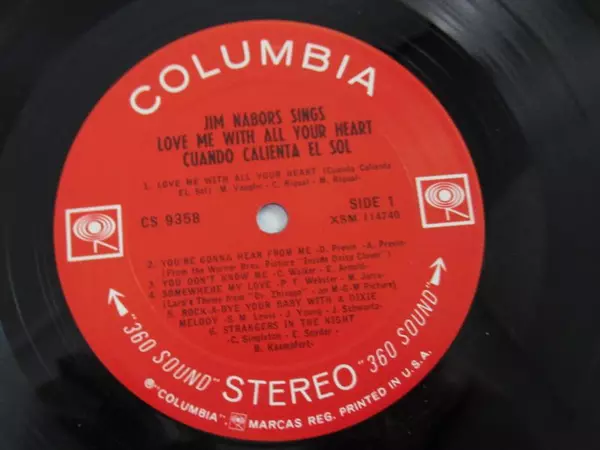 COLUMBIA
JIM NABORS SINGS
LOVE ME WITH ALL YOUR HEART
CUANDO CALIENTA EL SOL
1. LOVE ME WITH ALL YOUR HEART (Cuando Calienta
EL Sol) M. Vaughn - C. Rigual - M. Rigual-
CS 9358
SIDE 1
XSM 114240
2. YOU'RE GONNA HEAR FROM ME -D. Previn -A. Previn-
(From the Warner Bros. Picture "Inside Daisy Clover")
3. YOU DON'T KNOW ME -C. Walker - E. Arnold-
4. SOMEWHERE MY LOVE - P. F. Webster - M. Jarre-
(Lara's Theme from "Dr. Zhivago" - an M-G-M Picture)
5. ROCK-A-BYE YOUR BABY WITH A DIXIE
MELODY -S. M. Lewis - J. Young - J. Schwartz-
6. STRANGERS IN THE NIGHT
-C. Singleton- E. Snyder-
B. Kaempfert-
"360 SOUND" STEREO "360 SOUND"
℗"COLUMBIA", MARCAS REG. PRINTED IN U.S.A.